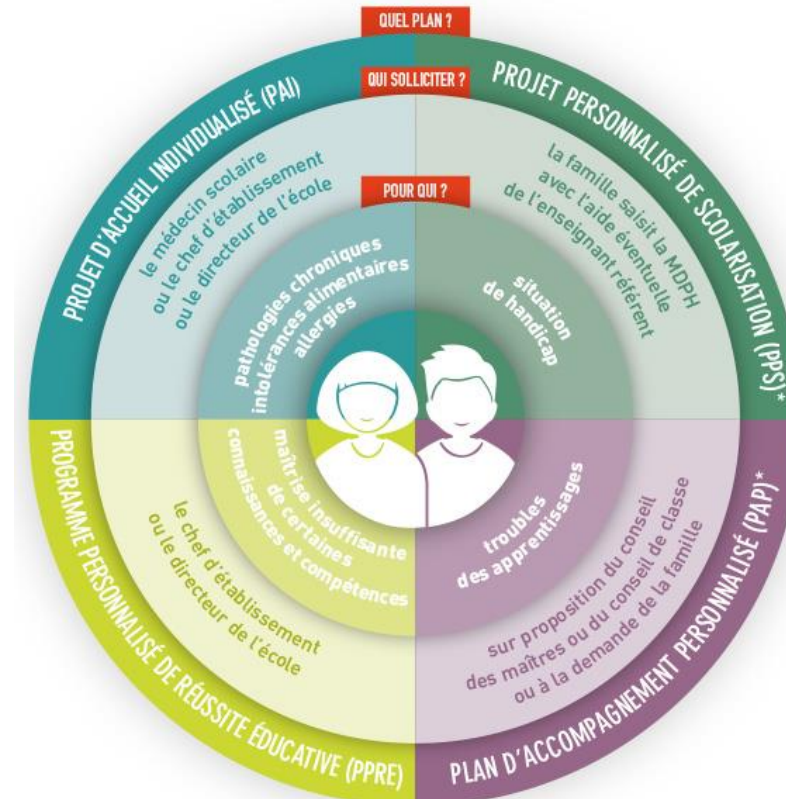 QUEL PLAN ?
QUI SOLLICITER ?
POUR QUI ?
PROJET D'ACCUEIL INDIVIDUALISÉ (PAI)
le médecin scolaire
ou le chef d'établissement
ou le directeur de l'école
pathologies chroniques
intolérances alimentaires
allergies
PROJET PERSONNALISÉ DE SCOLARISATION (PPS)*
la famille saisit la MDPH
avec l'aide éventuelle
de l'enseignant référent
situation
de handicap
PROGRAMME PERSONNALISÉ DE RÉUSSITE ÉDUCATIVE (PPRE)
le chef d'établissement
ou le directeur de l'école
maîtrise insuffisante
de certaines
connaissances et compétences
PLAN D'ACCOMPAGNEMENT PERSONNALISÉ (PAP)*
sur proposition du conseil
des maîtres ou du conseil de classe
ou à la demande de la famille
troubles
des apprentissages